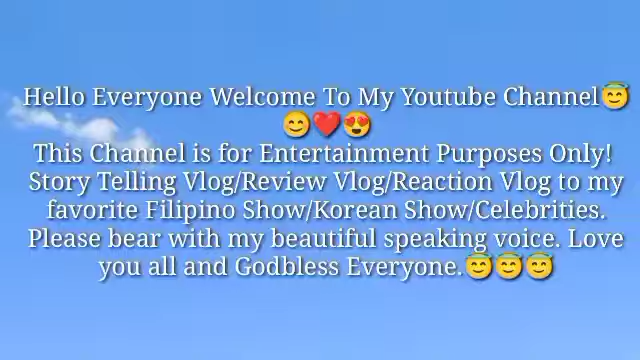 Hello Everyone Welcome To My Youtube Channel😇
😊❤️😍
This Channel is for Entertainment Purposes Only!
Story Telling Vlog/Review Vlog/Reaction Vlog to my
favorite Filipino Show/Korean Show/Celebrities.
Please bear with my beautiful speaking voice. Love
you all and Godbless Everyone.😇😇😇